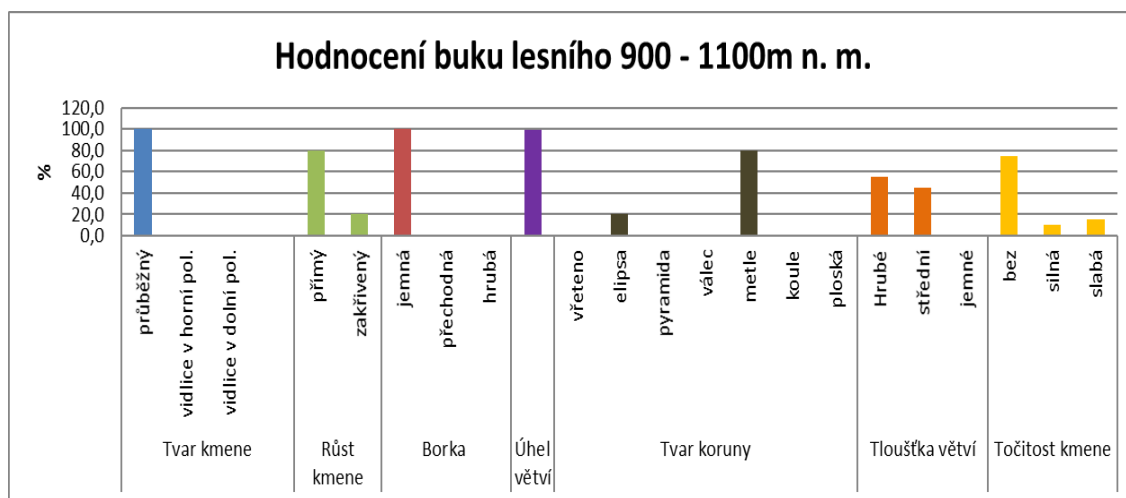 Hodnocení buku lesního 900 - 1100m n. m.
%
120,0
100,0
80,0
60,0
40,0
20,0
0,0
průběžný
vidlice v horní pol.
vidlice v dolní pol.
přímý
zakřivený
jemná
přechodná
hrubá
vřeteno
elipsa
pyramida
válec
metle
koule
ploská
Hrubé
střední
jemné
bez
silná
slabá
Tvar kmene
Růst
kmene
Borka
Úhel
větví
Tvar koruny
Tloušťka větví
Točitost kmene